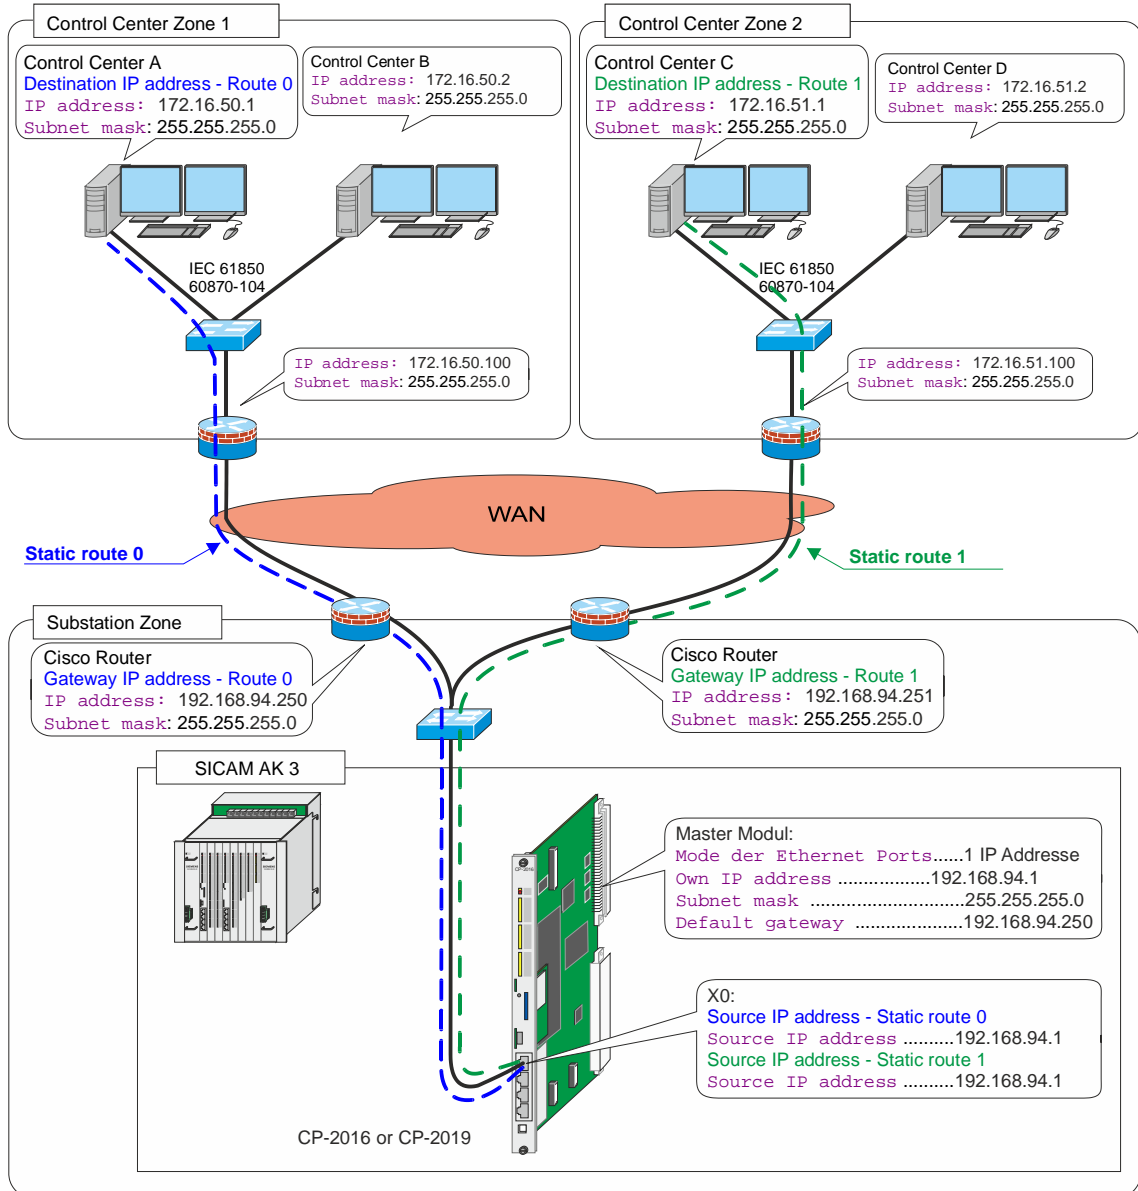 Control Center Zone 1
Control Center A
Destination IP address - Route 0
IP address: 172.16.50.1
Subnet mask: 255.255.255.0
Control Center B
IP address: 172.16.50.2
Subnet mask: 255.255.255.0
IEC 61850
60870-104
IP address: 172.16.50.100
Subnet mask: 255.255.255.0
Control Center Zone 2
Control Center C
Destination IP address - Route 1
IP address: 172.16.51.1
Subnet mask: 255.255.255.0
Control Center D
IP address: 172.16.51.2
Subnet mask: 255.255.255.0
IEC 61850
60870-104
IP address: 172.16.51.100
Subnet mask: 255.255.255.0
WAN
Static route 0
Static route 1
Substation Zone
Cisco Router
Gateway IP address - Route 0
IP address: 192.168.94.250
Subnet mask: 255.255.255.0
Cisco Router
Gateway IP address - Route 1
IP address: 192.168.94.251
Subnet mask: 255.255.255.0
SICAM AK 3
CP-2016
Master Modul:
Mode der Ethernet Ports......1 IP Addresse
Own IP address ...................192.168.94.1
Subnet mask ................................255.255.255.0
Default gateway ......................192.168.94.250
X0:
Source IP address - Static route 0
Source IP address ..........192.168.94.1
Source IP address - Static route 1
Source IP address ..........192.168.94.1
CP-2016 or CP-2019